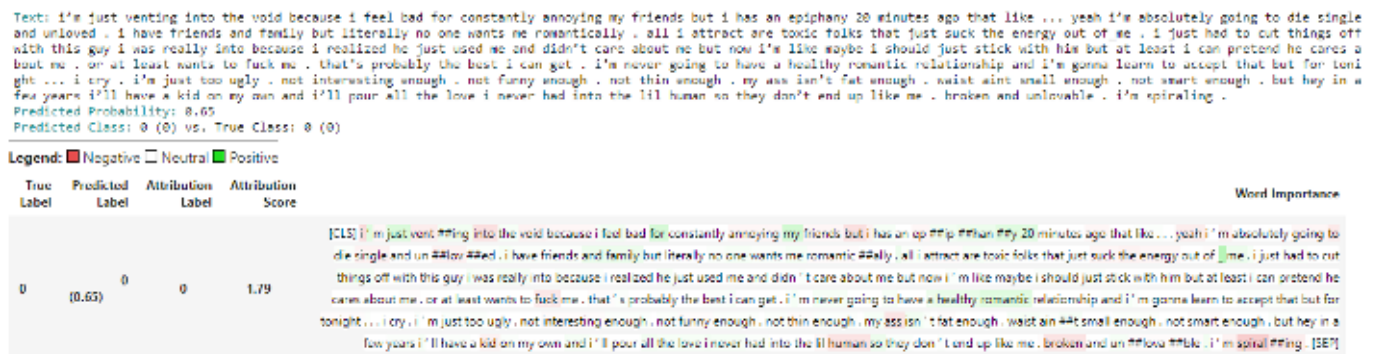 Text: i'm just venting into the void because i feel bad for constantly annoying my friends but i has an epiphany 20 minutes ago that like ... yeah i'm absolutely going to die single
and unloved . i have friends and family but literally no one wants me romantically . all i attract are toxic folks that just suck the energy out of me . i just had to cut things off
with this guy i was really into because i realized he just used me and didn't care about me but now i'm like maybe i should just stick with him but at least i can pretend he cares a
bout me . or at least wants to fuck me . that's probably the best i can get . i'm never going to have a healthy romantic relationship and i'm gonna learn to accept that but for toni
ght ... i cry . i'm just too ugly . not interesting enough . not funny enough . not thin enough . my ass isn't fat enough . waist aint small enough . not smart enough . but hey in a
few years i'll have a kid on my own and i'll pour all the love i never had into the lil human so they don't end up like me . broken and unlovable . i'm spiraling .
Predicted Probability: 0.65
Predicted Class: 0 (0) vs. True Class: 0 (0)
Legend: Negative Neutral Positive
True Label Predicted Label Attribution Label Attribution Score Word Importance
0 0 (0.65) 0 1.79
[CLS] i ' m just vent ##ing into the void because i feel bad for constantly annoying my friends but i has an ep ##ip ##han ##y 20 minutes ago that like . . . yeah i ' m absolutely going to
die single and un ##lov ##ed . i have friends and family but literally no one wants me romantic ##ally . all i attract are toxic folks that just suck the energy out of me . i just had to cut
things off with this guy i was really into because i realized he just used me and didn ' t care about me but now i ' m like maybe i should just stick with him but at least i can pretend he
cares about me . or at least wants to fuck me . that ' s probably the best i can get . i ' m never going to have a healthy romantic relationship and i ' m gonna learn to accept that but for
tonight . . . i cry . i ' m just too ugly . not interesting enough . not funny enough . not thin enough . my ass isn ' t fat enough . waist ain ##t small enough . not smart enough . but hey in a
few years i ' ll have a kid on my own and i ' ll pour all the love i never had into the lil human so they don ' t end up like me . broken and un ##lova ##ble . i ' m spiral ##ing . [SEP]